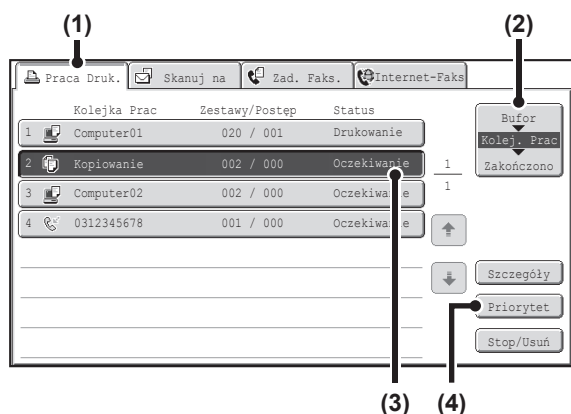 (1) (2)
Praca Druk. Skanuj na Zad. Faks. Internet-Faks
Kolejka Prac Zestawy/Postęp Status
Bufor
1 Computer01 020 / 001 Drukowanie
Kolej. Prac
2 Kopiowanie 002 / 000 Oczekiwanie 1
Zakończono
3 Computer02 002 / 000 Oczekiwanie 1
4 0312345678 001 / 000 Oczekiwanie
Szczegóły
Priorytet
Stop/Usuń
(3) (4)